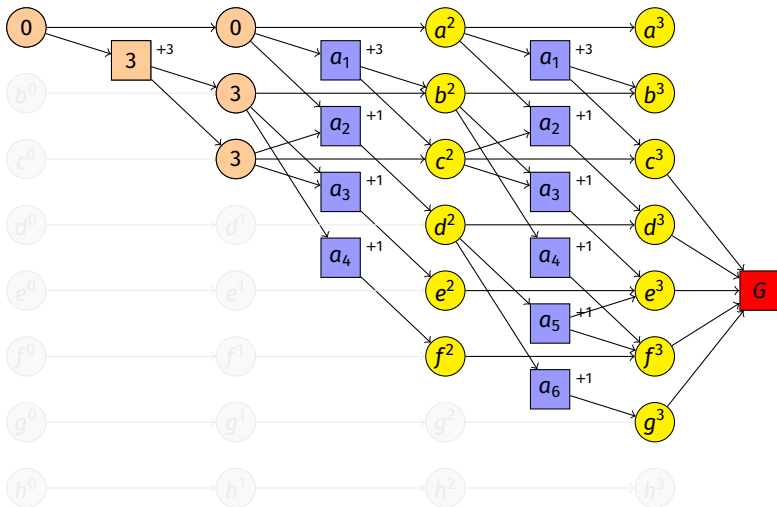 0 0 a² a³
3 +3 a₁ +3 a₁ +3
b⁰ 3 b² b³
a₂ +1 a₂ +1
c⁰ 3 c² c³
a₃ +1 a₃ +1
d⁰ d¹ d² d³
a₄ +1 a₄ +1
e⁰ e¹ e² e³ G
a₅ +1
f⁰ f¹ f² f³
a₆ +1
g⁰ g¹ g² g³
h⁰ h¹ h² h³